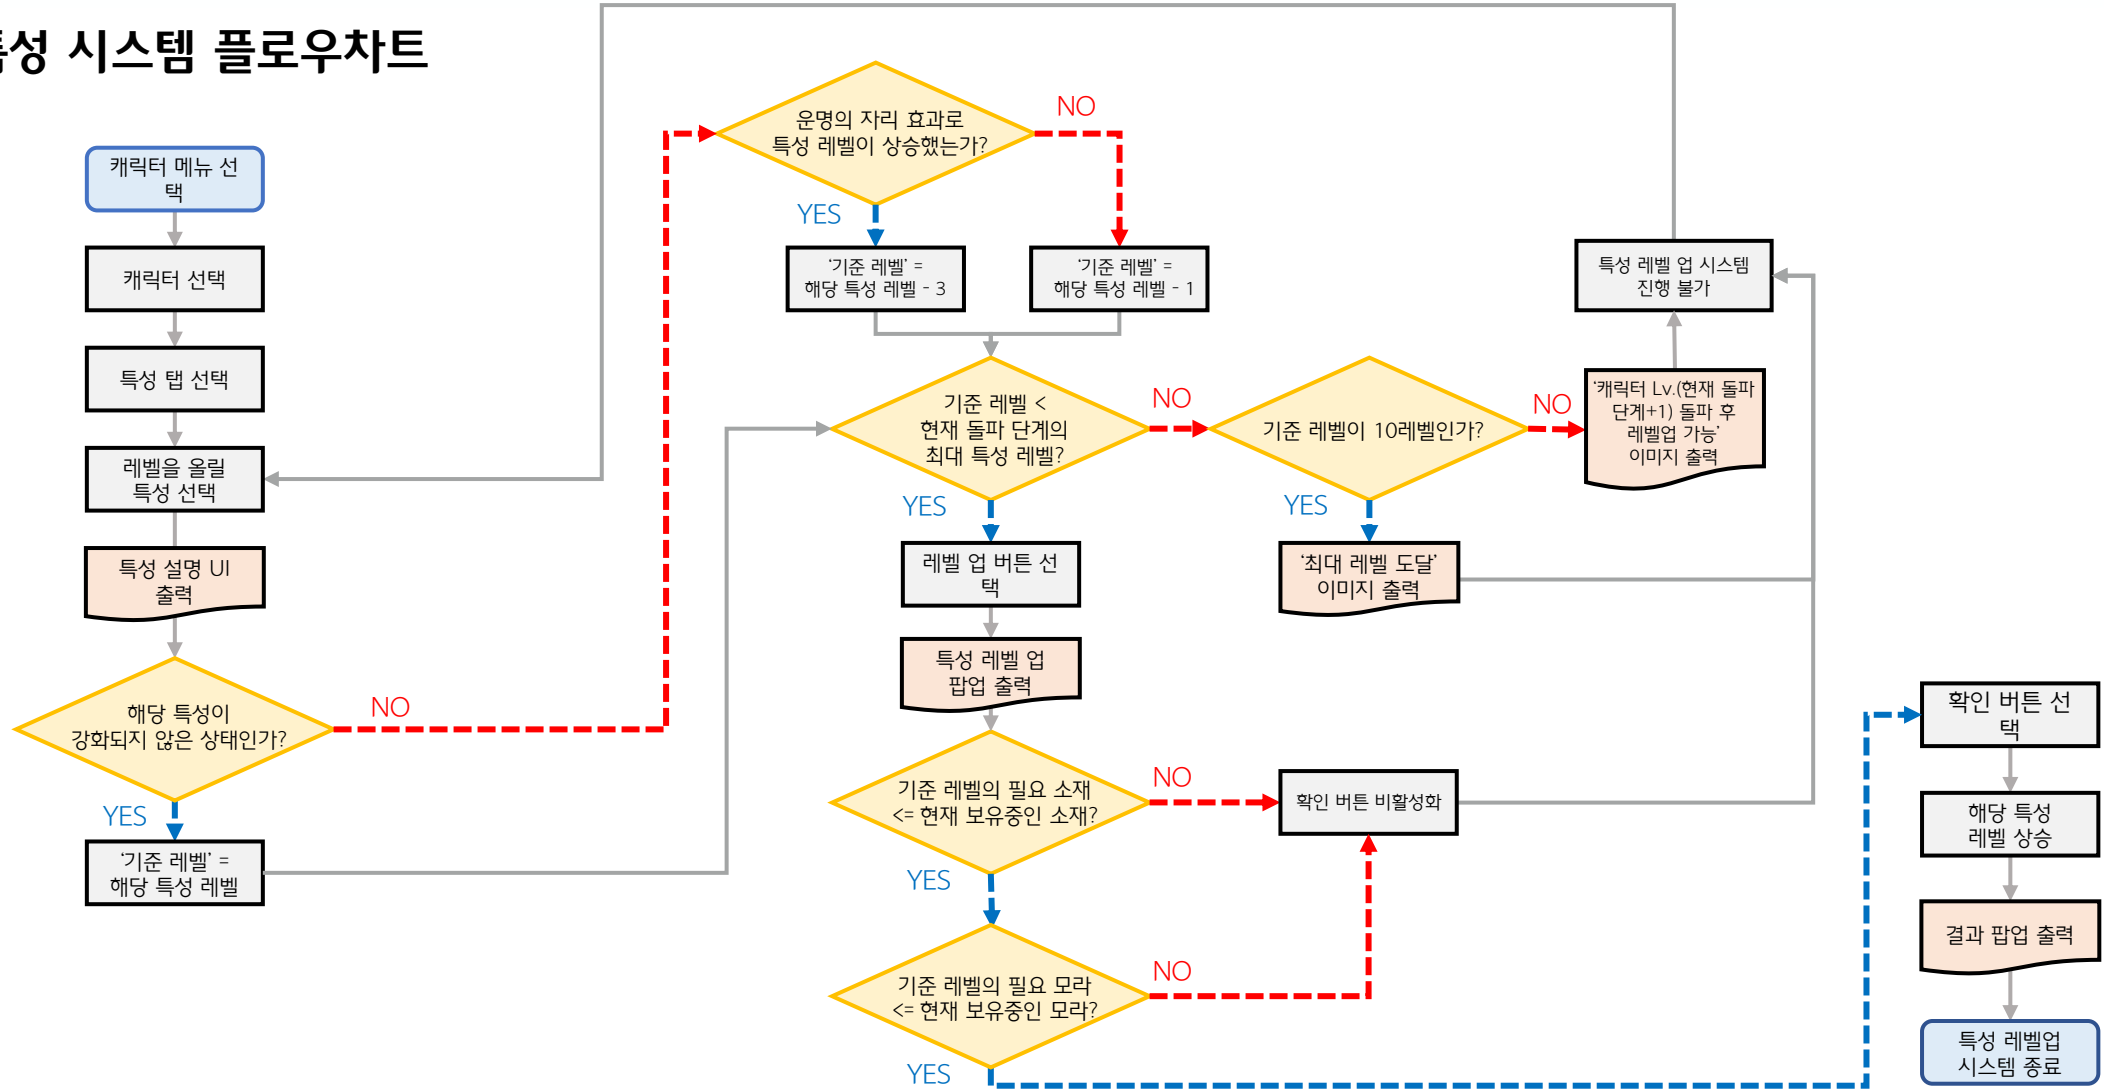 특성 시스템 플로우차트
캐릭터 메뉴 선
택
캐릭터 선택
특성 탭 선택
레벨을 올릴
특성 선택
특성 설명 UI
출력
해당 특성이
강화되지 않은 상태인가?
NO
YES
'기준 레벨' =
해당 특성 레벨
운명의 자리 효과로
특성 레벨이 상승했는가?
NO
YES
'기준 레벨' =
해당 특성 레벨 - 3
'기준 레벨' =
해당 특성 레벨 - 1
기준 레벨 <
현재 돌파 단계의
최대 특성 레벨?
NO
YES
기준 레벨이 10레벨인가?
NO
YES
'캐릭터 Lv.(현재 돌파
단계+1) 돌파 후
레벨업 가능'
이미지 출력
특성 레벨 업 시스템
진행 불가
'최대 레벨 도달'
이미지 출력
레벨 업 버튼 선
택
특성 레벨 업
팝업 출력
기준 레벨의 필요 소재
<= 현재 보유중인 소재?
NO
YES
확인 버튼 비활성화
기준 레벨의 필요 모라
<= 현재 보유중인 모라?
NO
YES
확인 버튼 선
택
해당 특성
레벨 상승
결과 팝업 출력
특성 레벨업
시스템 종료